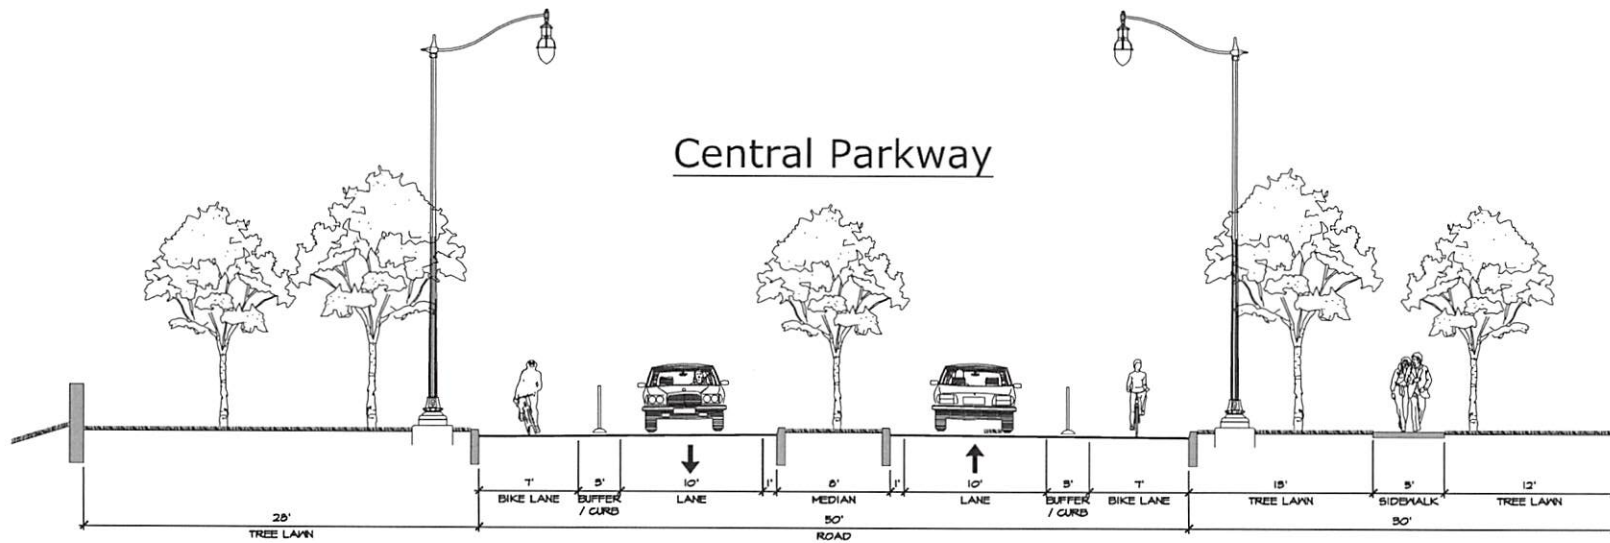 Central Parkway
7' 3' 10' 1' 8' 1' 10' 3' 7' 13' 5' 12'
BIKE LANE BUFFER LANE MEDIAN LANE BUFFER BIKE LANE TREE LAWN SIDEWALK TREE LAWN
/ CURB / CURB
28' 50' 30'
TREE LAWN ROAD